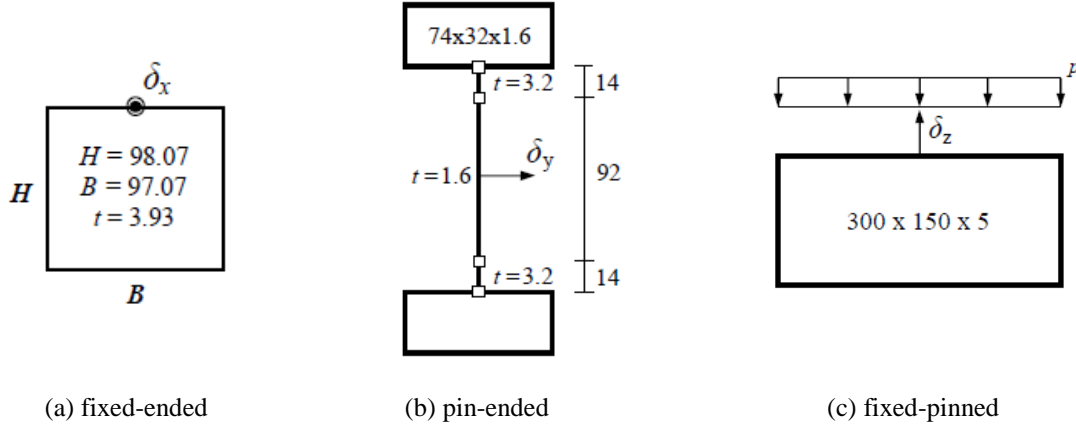 δx
H = 98.07
B = 97.07
t = 3.93
H
B
(a) fixed-ended
74x32x1.6
t=3.2
14
t=1.6
δy
92
t=3.2
14
(b) pin-ended
p
δz
300 x 150 x 5
(c) fixed-pinned